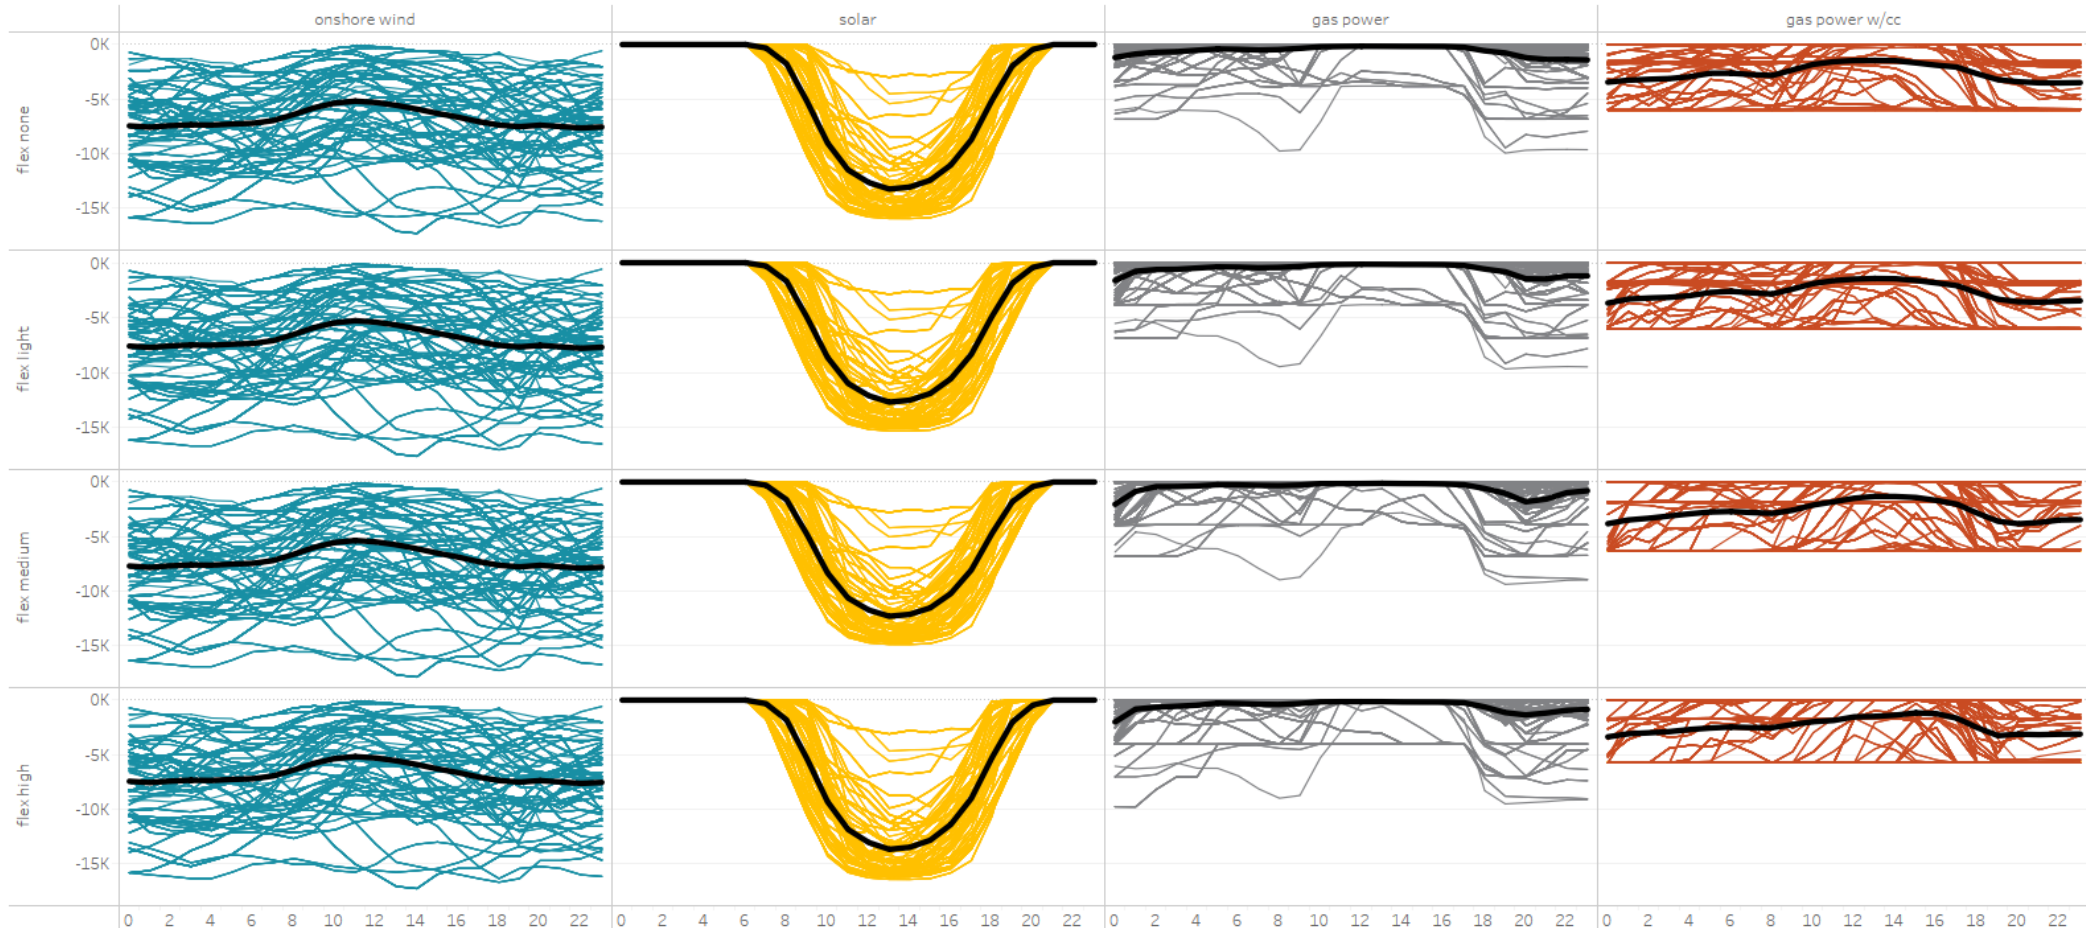 onshore wind solar gas power gas power w/cc
flex none
0K
-5K
-10K
-15K
flex light
0K
-5K
-10K
-15K
flex medium
0K
-5K
-10K
-15K
flex high
0K
-5K
-10K
-15K
0 2 4 6 8 10 12 14 16 18 20 22 0 2 4 6 8 10 12 14 16 18 20 22 0 2 4 6 8 10 12 14 16 18 20 22 0 2 4 6 8 10 12 14 16 18 20 22